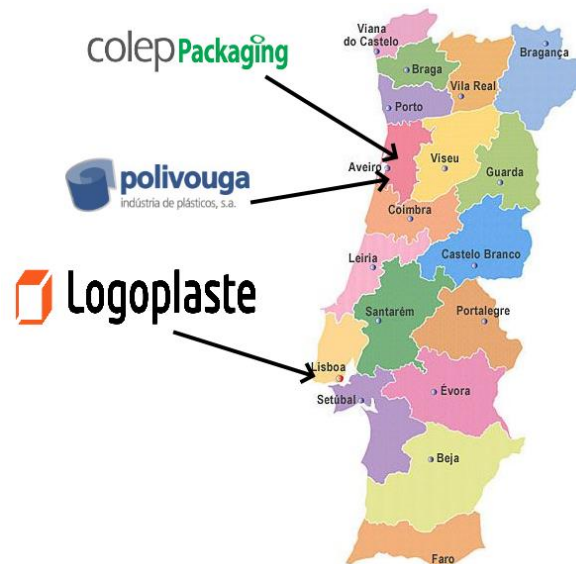 colep Packaging
Viana
do Castelo
Bragança
Braga
Vila Real
Porto
Aveiro
Viseu
Guarda
polivouga
indústria de plásticos, s.a.
Coimbra
Leiria
Castelo Branco
Logoplaste
Santarém
Portalegre
Lisboa
Setúbal
Évora
Beja
Faro